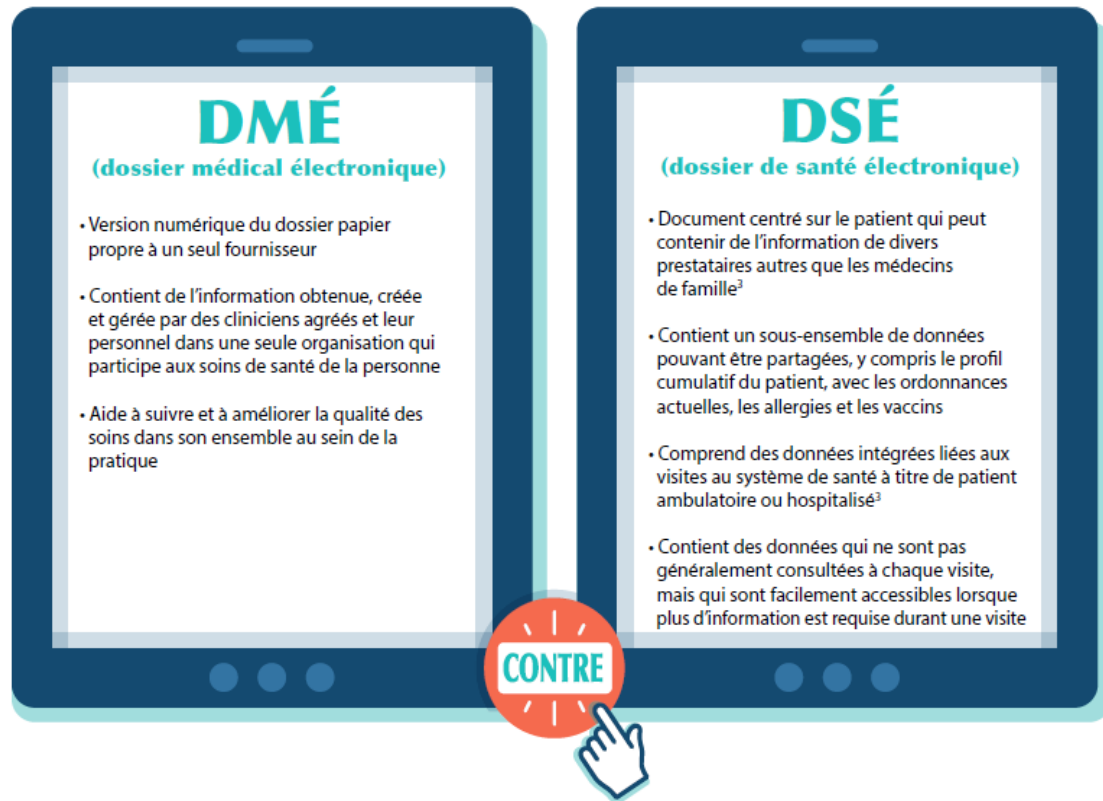 DMÉ
(dossier médical électronique)
• Version numérique du dossier papier
propre à un seul fournisseur
• Contient de l’information obtenue, créée
et gérée par des cliniciens agréés et leur
personnel dans une seule organisation qui
participe aux soins de santé de la personne
• Aide à suivre et à améliorer la qualité des
soins dans son ensemble au sein de la
pratique
CONTRE
DSÉ
(dossier de santé électronique)
• Document centré sur le patient qui peut
contenir de l’information de divers
prestataires autres que les médecins
de famille³
• Contient un sous-ensemble de données
pouvant être partagées, y compris le profil
cumulatif du patient, avec les ordonnances
actuelles, les allergies et les vaccins
• Comprend des données intégrées liées aux
visites au système de santé à titre de patient
ambulatoire ou hospitalisé³
• Contient des données qui ne sont pas
généralement consultées à chaque visite,
mais qui sont facilement accessibles lorsque
plus d’information est requise durant une visite